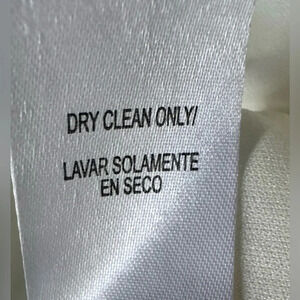 DRY CLEAN ONLY/
LAVAR SOLAMENTE
EN SECO